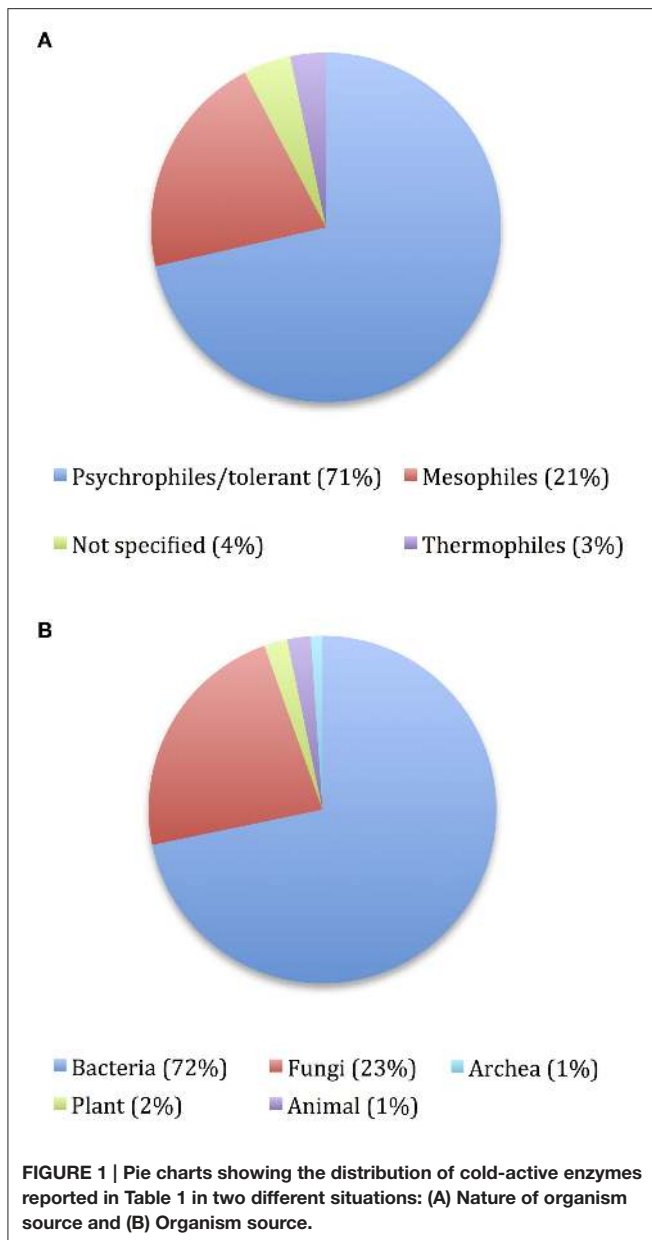 A
Psychrophiles/tolerant (71%) Mesophiles (21%)
Not specified (4%) Thermophiles (3%)
B
Bacteria (72%) Fungi (23%) Archea (1%)
Plant (2%) Animal (1%)
FIGURE 1 | Pie charts showing the distribution of cold-active enzymes
reported in Table 1 in two different situations: (A) Nature of organism
source and (B) Organism source.